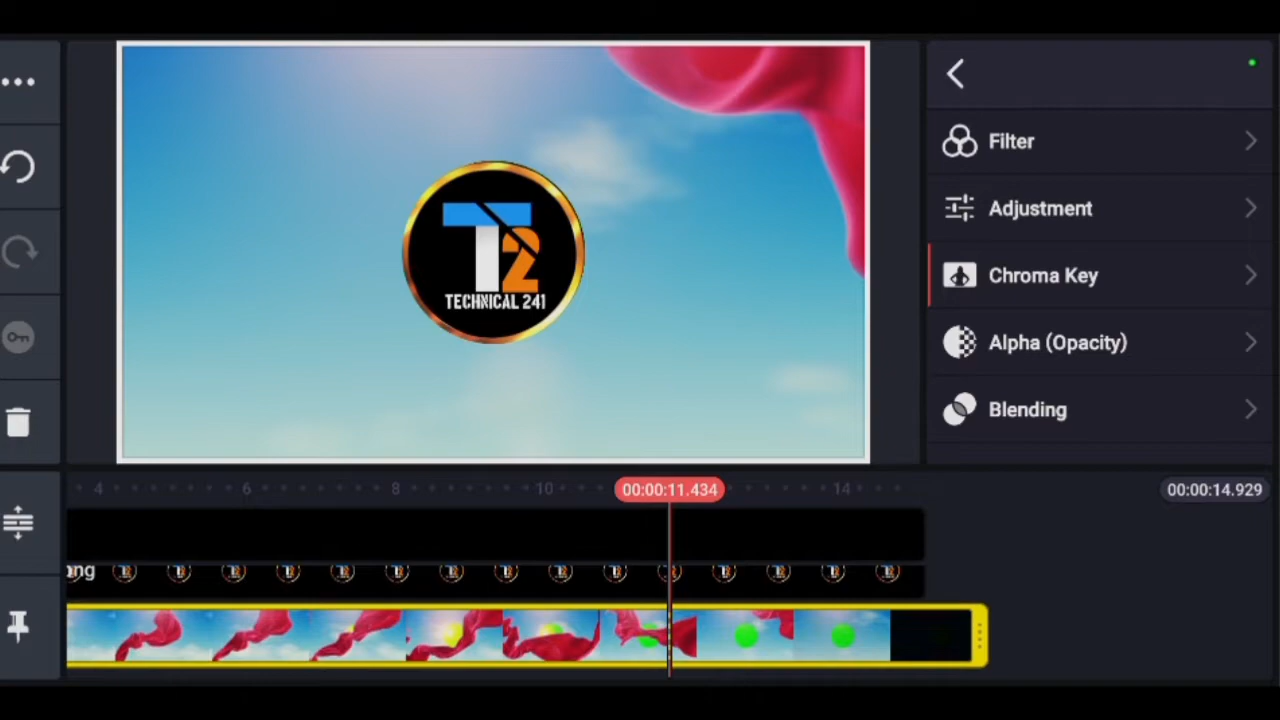 Filter
Adjustment
T2
TECHNICAL 241
Chroma Key
Alpha (Opacity)
Blending
4 6 8 10 00:00:11.434 14 00:00:14.929
ong